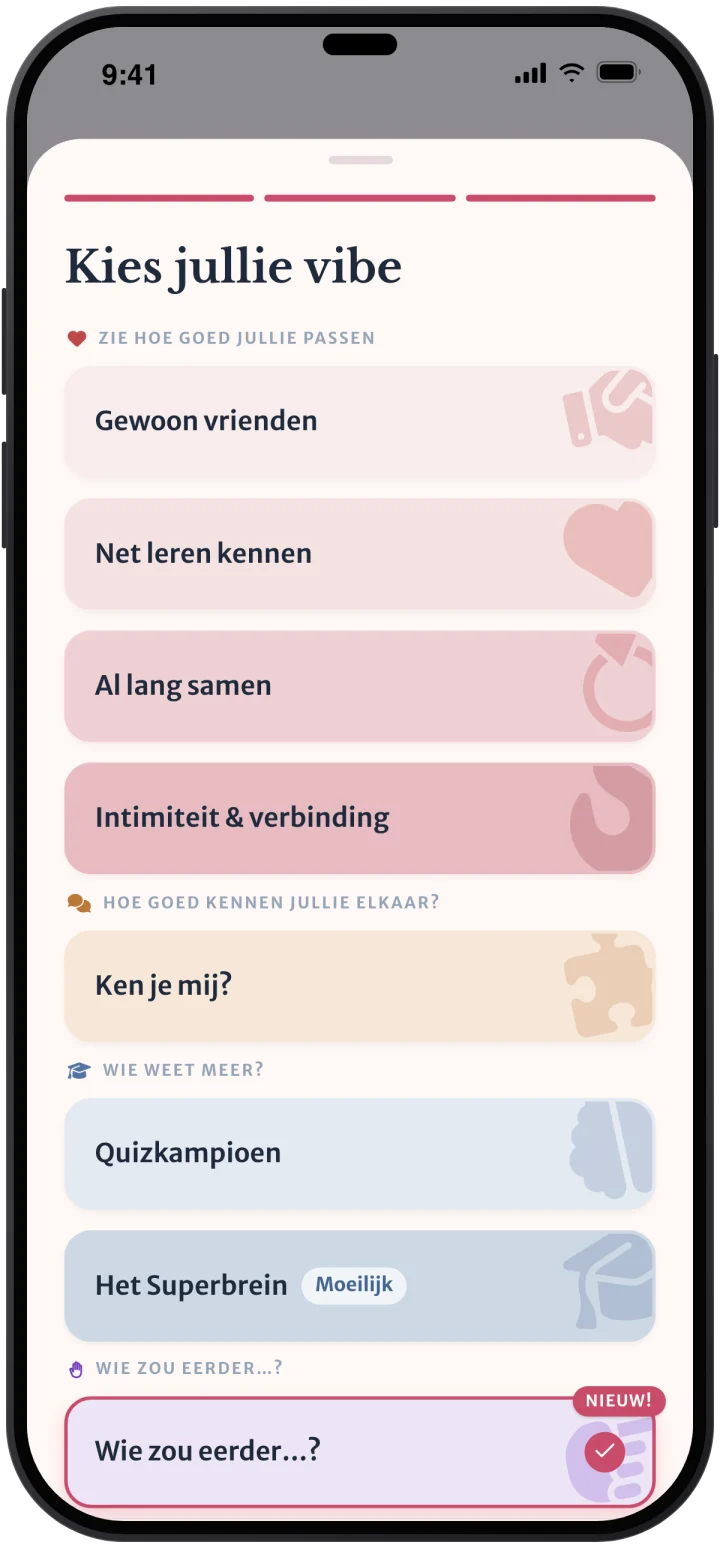 9:41
Kies jullie vibe
ZIE HOE GOED JULLIE PASSEN
Gewoon vrienden
Net leren kennen
Al lang samen
Intimiteit & verbinding
HOE GOED KENNEN JULLIE ELKAAR?
Ken je mij?
WIE WEET MEER?
Quizkampioen
Het Superbrein Moeilijk
WIE ZOU EERDER...?
NIEUW!
Wie zou eerder...?